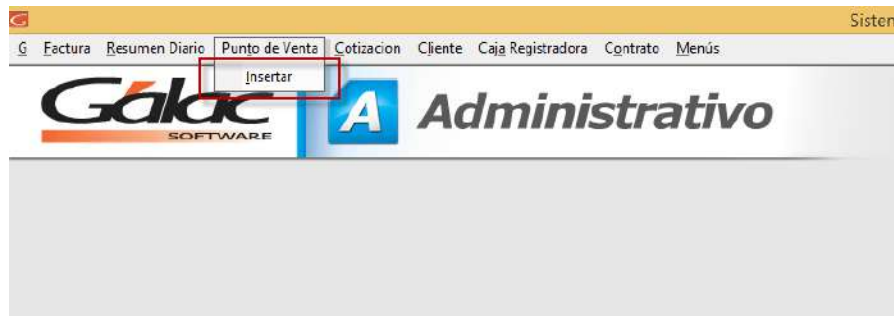 G
Sisten
G Factura Resumen Diario Punto de Venta Cotizacion Cliente Caja Registradora Contrato Menús
Insertar
Gálac
SOFTWARE
A Administrativo